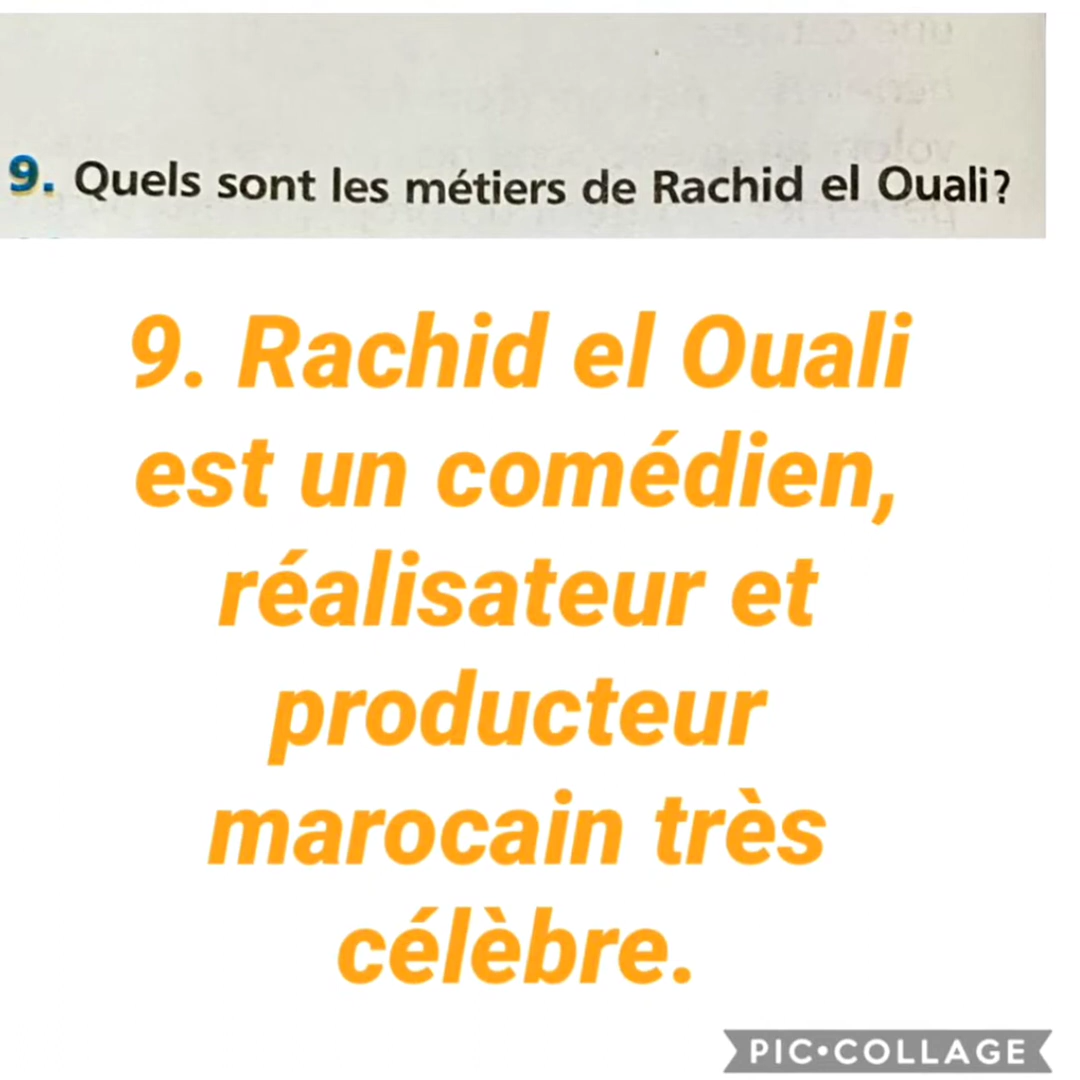 9. Quels sont les métiers de Rachid el Ouali?
9. Rachid el Ouali
est un comédien,
réalisateur et
producteur
marocain très
célèbre.
PIC•COLLAGE